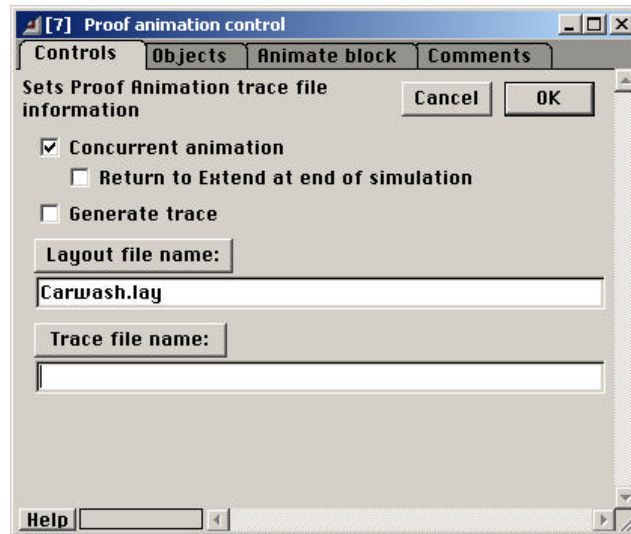 [7] Proof animation control
Controls Objects Animate block Comments
Sets Proof Animation trace file
information
Cancel OK
Concurrent animation
Return to Extend at end of simulation
Generate trace
Layout file name:
Carwash.lay
Trace file name:
Help